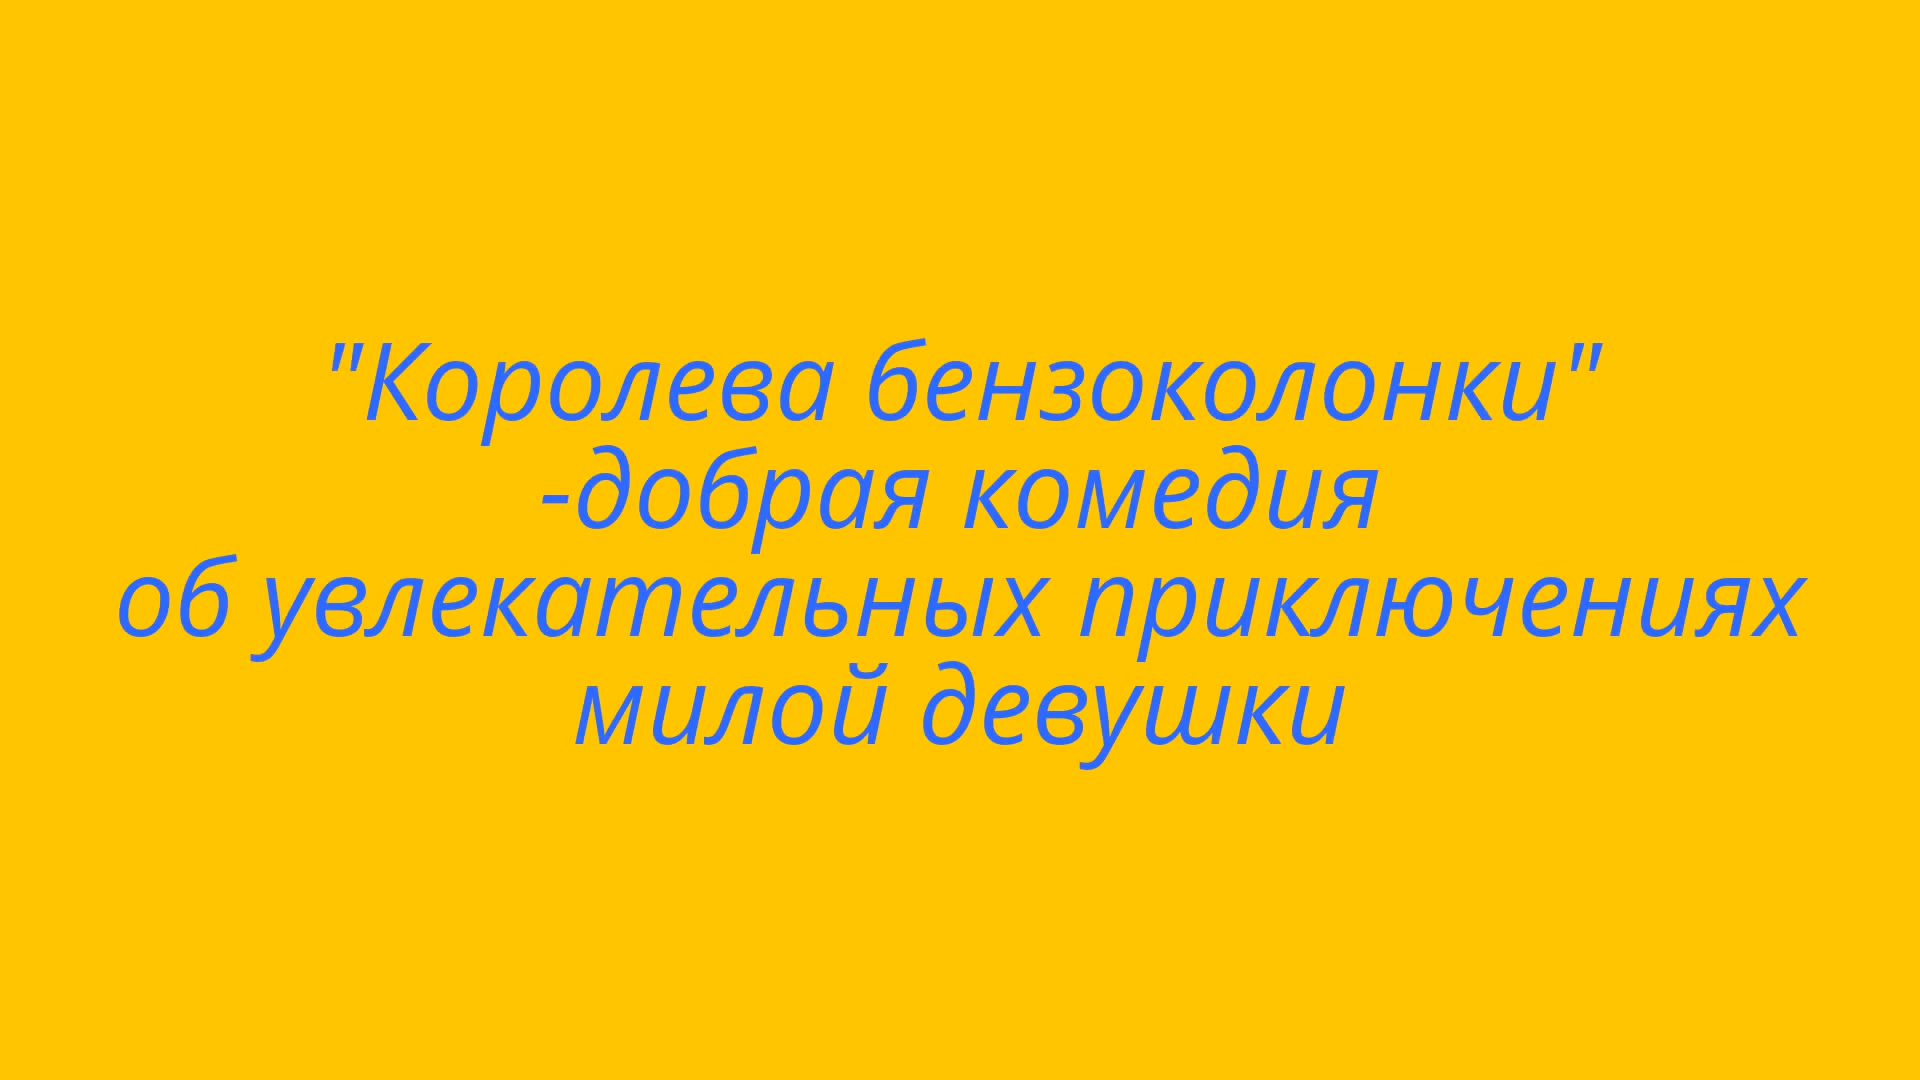 "Королева бензоколонки"
-добрая комедия
об увлекательных приключениях
милой девушки